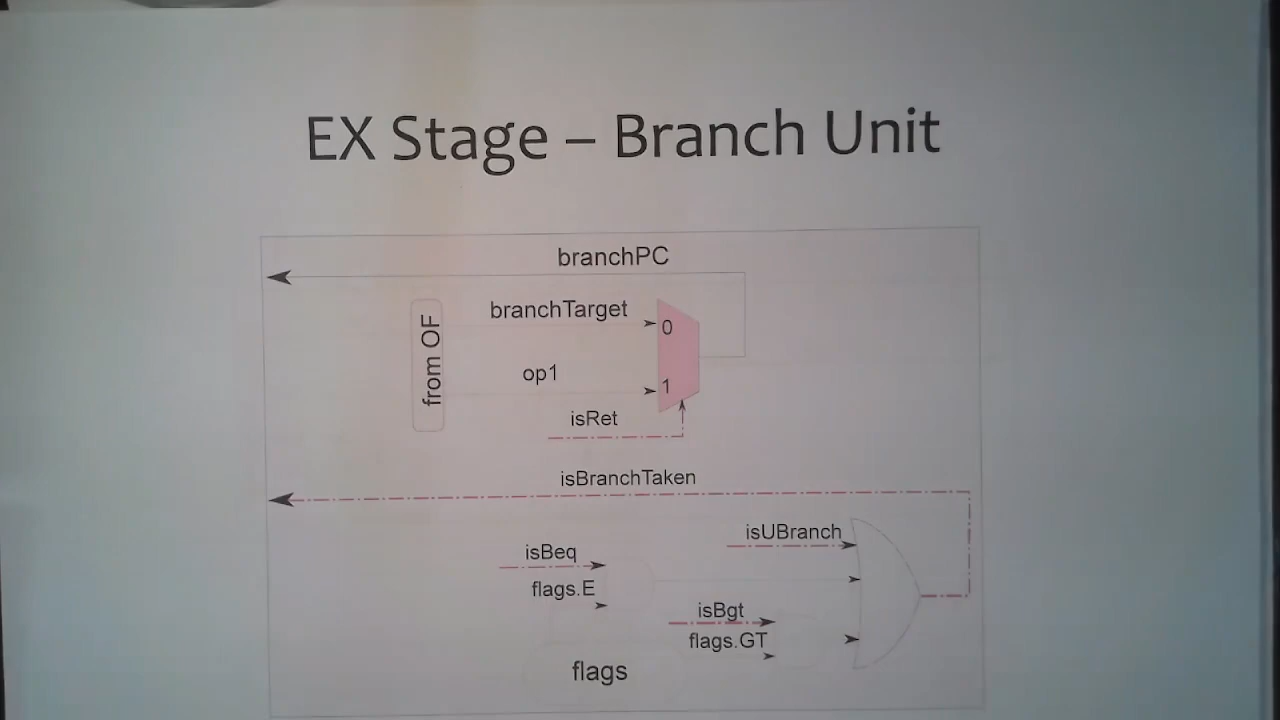 EX Stage – Branch Unit
branchPC
branchTarget
0
from OF
op1
1
isRet
isBranchTaken
isUBranch
isBeq
flags.E
isBgt
flags.GT
flags